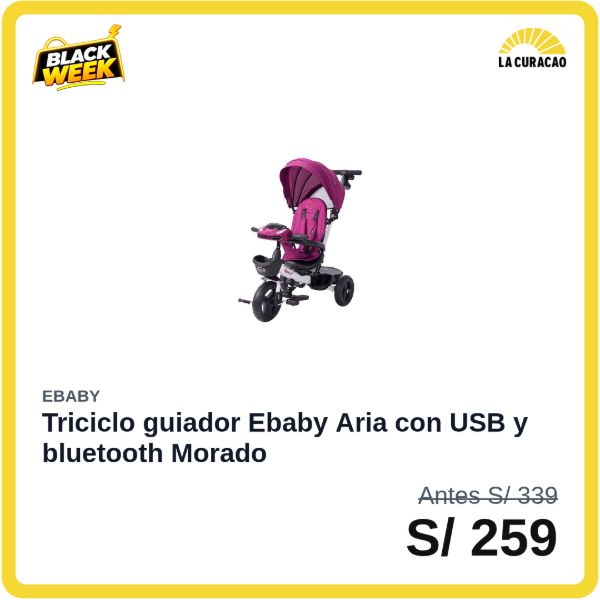 BLACK
WEEK
LA CURACAO
EBABY
Triciclo guiador Ebaby Aria con USB y
bluetooth Morado
Antes S/ 339
S/ 259